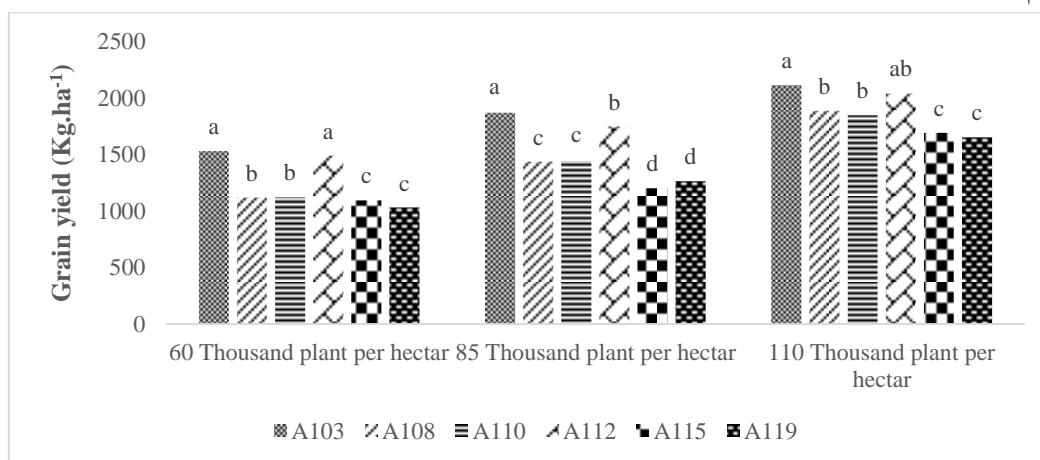 Grain yield (Kg.ha-1)
2500
2000
1500
1000
500
0
a b b a c c
a c c b d d
a b b ab c c
60 Thousand plant per hectar 85 Thousand plant per hectar 110 Thousand plant per
hectar
A103 A108 A110 A112 A115 A119